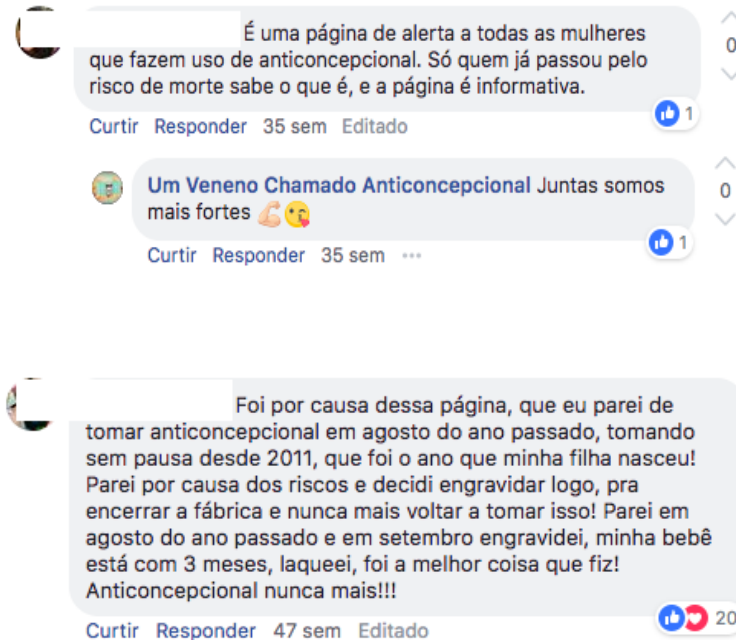 É uma página de alerta a todas as mulheres
que fazem uso de anticoncepcional. Só quem já passou pelo
risco de morte sabe o que é, e a página é informativa.
1
Curtir Responder 35 sem Editado
0
Um Veneno Chamado Anticoncepcional Juntas somos
mais fortes 💪🏻😘
1
Curtir Responder 35 sem ···
0
Foi por causa dessa página, que eu parei de
tomar anticoncepcional em agosto do ano passado, tomando
sem pausa desde 2011, que foi o ano que minha filha nasceu!
Parei por causa dos riscos e decidi engravidar logo, pra
encerrar a fábrica e nunca mais voltar a tomar isso! Parei em
agosto do ano passado e em setembro engravidei, minha bebê
está com 3 meses, laqueei, foi a melhor coisa que fiz!
Anticoncepcional nunca mais!!!
20
Curtir Responder 47 sem Editado